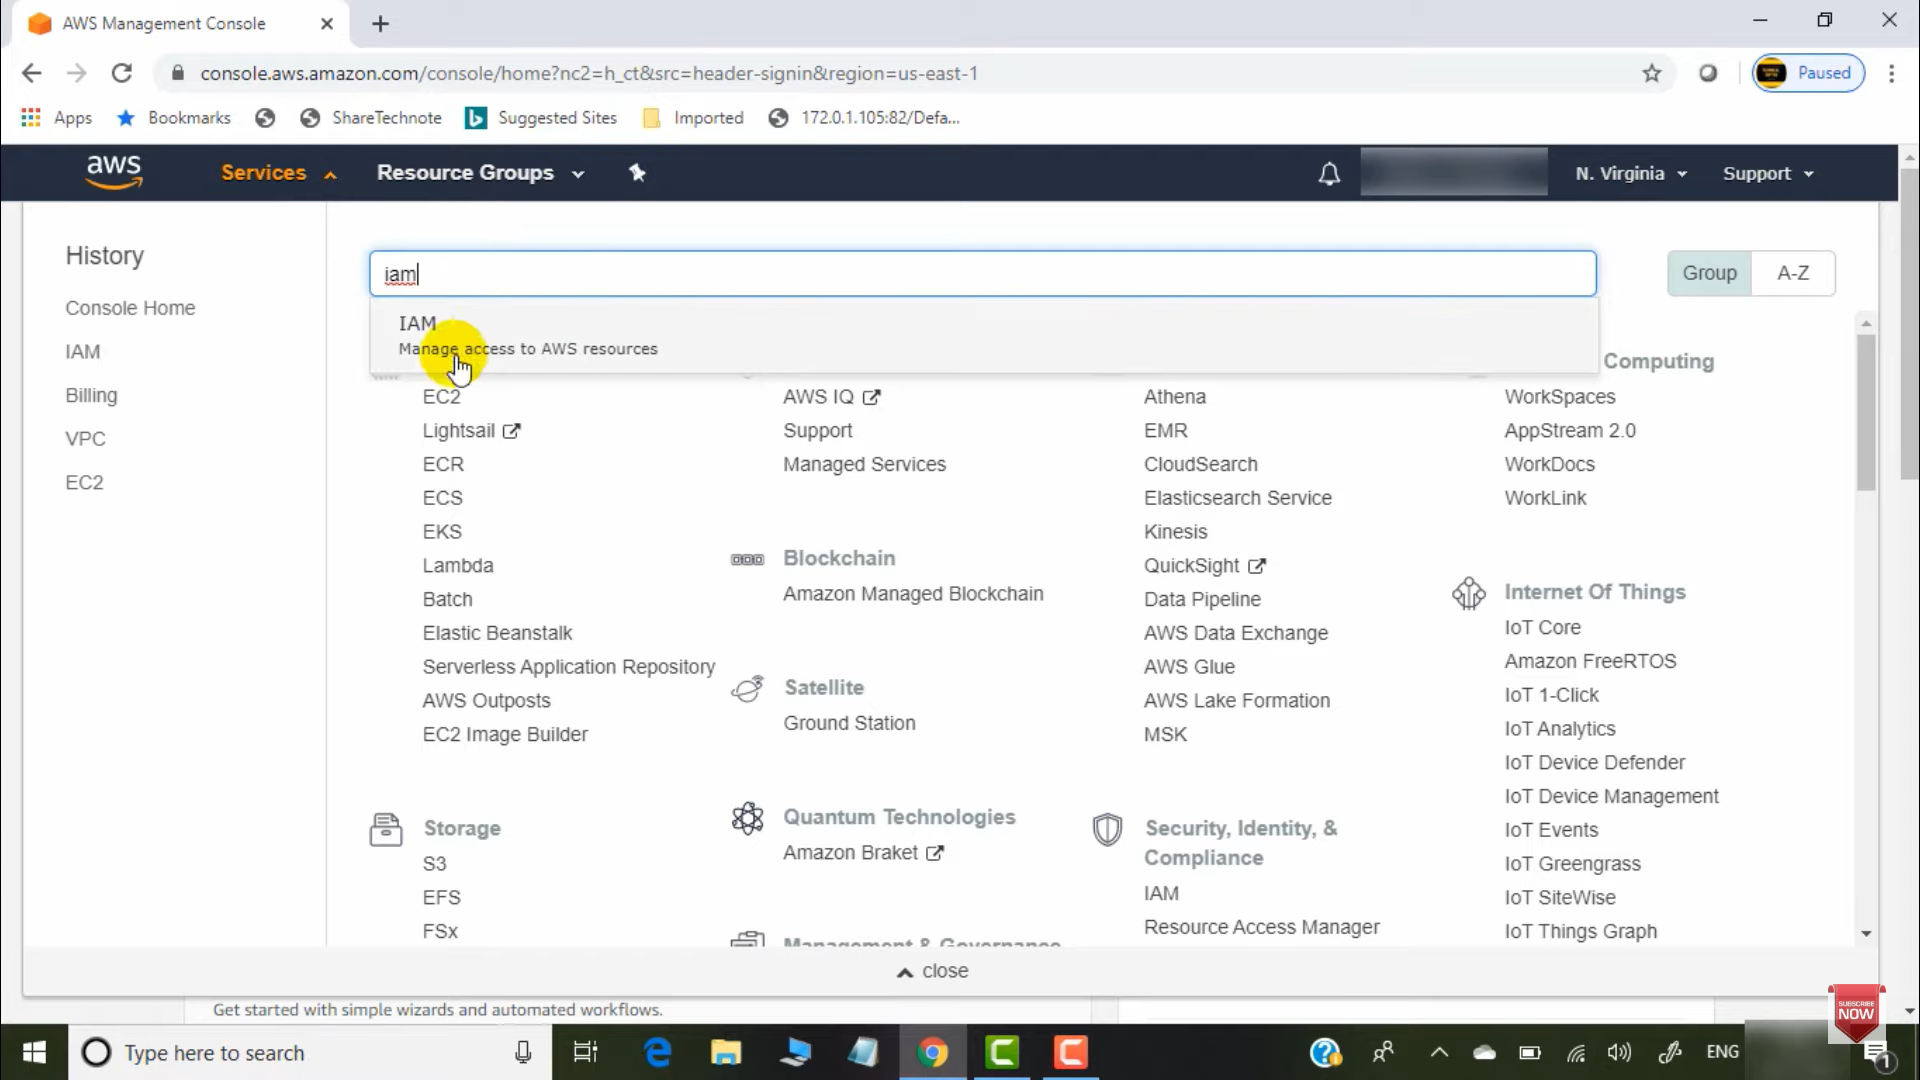 AWS Management Console
console.aws.amazon.com/console/home?nc2=h_ct&src=header-signin&region=us-east-1
Paused
Apps
Bookmarks
ShareTechnote
Suggested Sites
Imported
172.0.1.105:82/Defa...
aws
Services
Resource Groups
N. Virginia
Support
History
Console Home
IAM
Billing
VPC
EC2
iam
Group
A-Z
IAM
Manage access to AWS resources
EC2
Lightsail
ECR
ECS
EKS
Lambda
Batch
Elastic Beanstalk
Serverless Application Repository
AWS Outposts
EC2 Image Builder
Storage
S3
EFS
FSx
AWS IQ
Support
Managed Services
Blockchain
Amazon Managed Blockchain
Satellite
Ground Station
Quantum Technologies
Amazon Braket
Management & Governance
Athena
EMR
CloudSearch
Elasticsearch Service
Kinesis
QuickSight
Data Pipeline
AWS Data Exchange
AWS Glue
AWS Lake Formation
MSK
Security, Identity, &
Compliance
IAM
Resource Access Manager
Computing
WorkSpaces
AppStream 2.0
WorkDocs
WorkLink
Internet Of Things
IoT Core
Amazon FreeRTOS
IoT 1-Click
IoT Analytics
IoT Device Defender
IoT Device Management
IoT Events
IoT Greengrass
IoT SiteWise
IoT Things Graph
close
Get started with simple wizards and automated workflows.
SUBSCRIBE
NOW
Type here to search
ENG
1